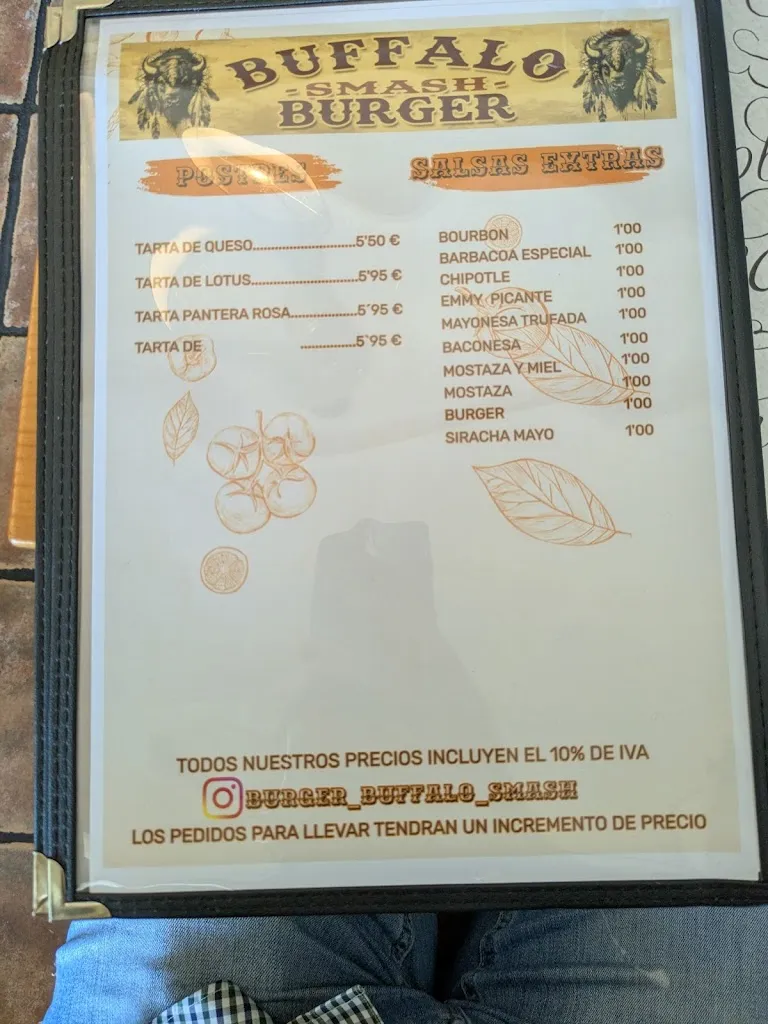 BUFFALO
- SMASH -
BURGER
POSTRES
TARTA DE QUESO............................5'50 €
TARTA DE LOTUS.............................5'95 €
TARTA PANTERA ROSA..................5´95 €
TARTA DE ...............5`95 €
SALSAS EXTRAS
BOURBON 1'00
BARBACOA ESPECIAL 1'00
CHIPOTLE 1'00
EMMY PICANTE 1'00
MAYONESA TRUFADA 1'00
BACONESA 1'00
MOSTAZA Y MIEL 1'00
MOSTAZA 1'00
BURGER 1'00
SIRACHA MAYO 1'00
TODOS NUESTROS PRECIOS INCLUYEN EL 10% DE IVA
BURGER_BUFFALO_SMASH
LOS PEDIDOS PARA LLEVAR TENDRAN UN INCREMENTO DE PRECIO